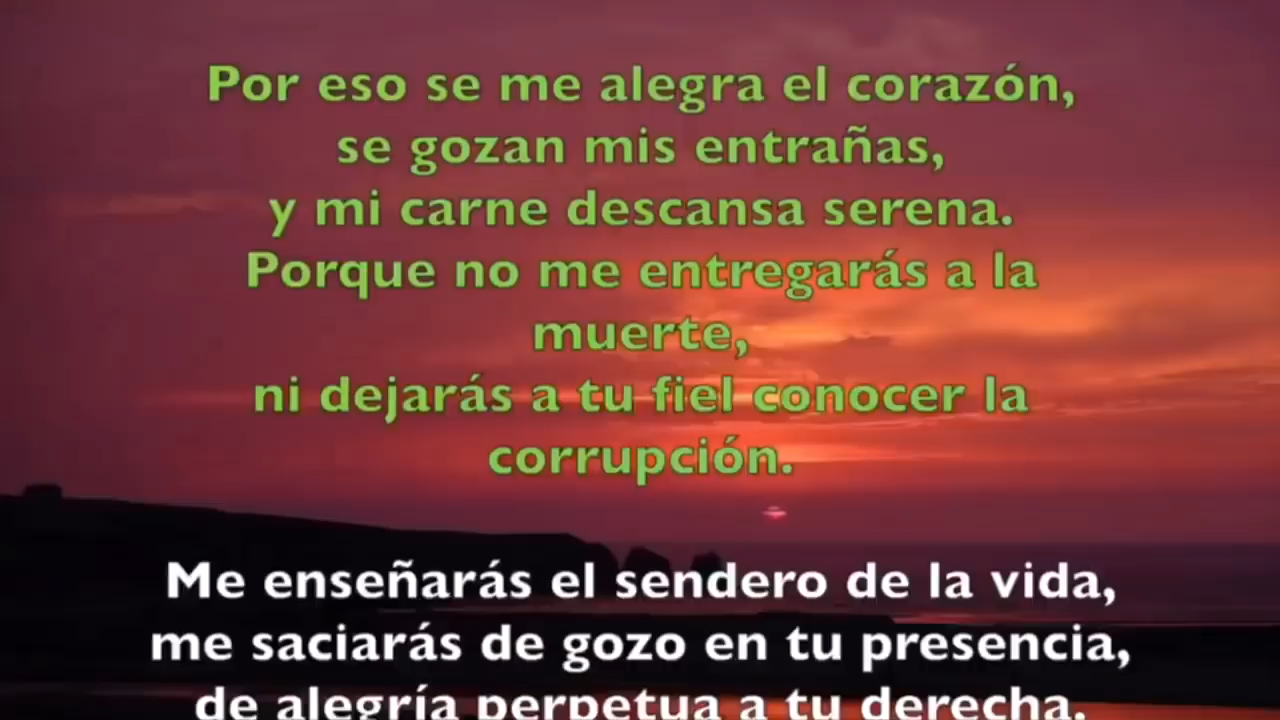 Por eso se me alegra el corazón,
se gozan mis entrañas,
y mi carne descansa serena.
Porque no me entregarás a la
muerte,
ni dejarás a tu fiel conocer la
corrupción.
Me enseñarás el sendero de la vida,
me saciarás de gozo en tu presencia,
de alegría perpetua a tu derecha.